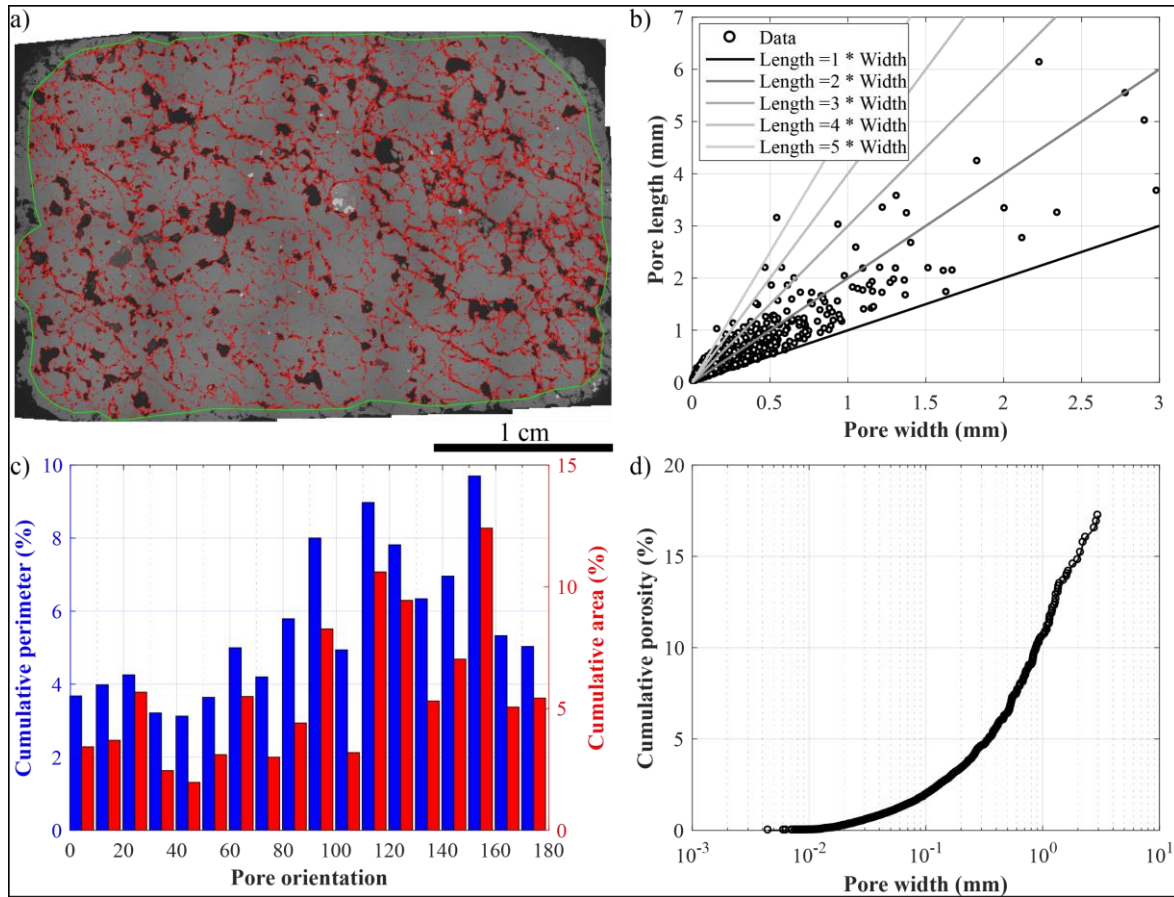 a)
1 cm
b)
7
6
5
4
3
2
1
0
Pore length (mm)
Data
Length =1 * Width
Length =2 * Width
Length =3 * Width
Length =4 * Width
Length =5 * Width
0 0.5 1 1.5 2 2.5 3
Pore width (mm)
c)
10
8
6
4
2
0
Cumulative perimeter (%)
15
10
5
0
Cumulative area (%)
0 20 40 60 80 100 120 140 160 180
Pore orientation
d)
20
15
10
5
0
Cumulative porosity (%)
10⁻³ 10⁻² 10⁻¹ 10⁰ 10¹
Pore width (mm)